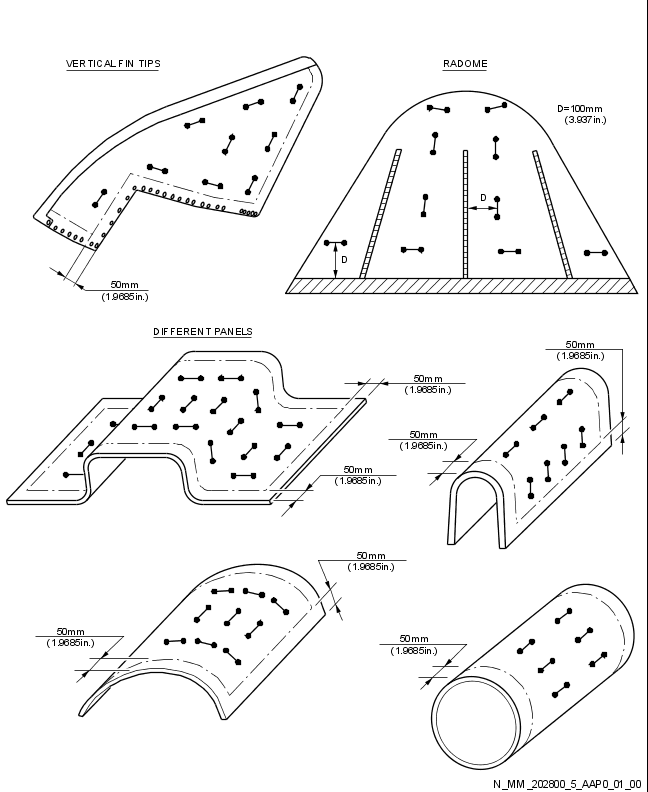 VERTICAL FIN TIPS
RADOME
D=100mm
(3.937in.)
D
D
50mm
(1.9685in.)
DIFFERENT PANELS
50mm
(1.9685in.)
50mm
(1.9685in.)
50mm
(1.9685in.)
50mm
(1.9685in.)
50mm
(1.9685in.)
50mm
(1.9685in.)
50mm
(1.9685in.)
N_MM_202800_5_AAP0_01_00